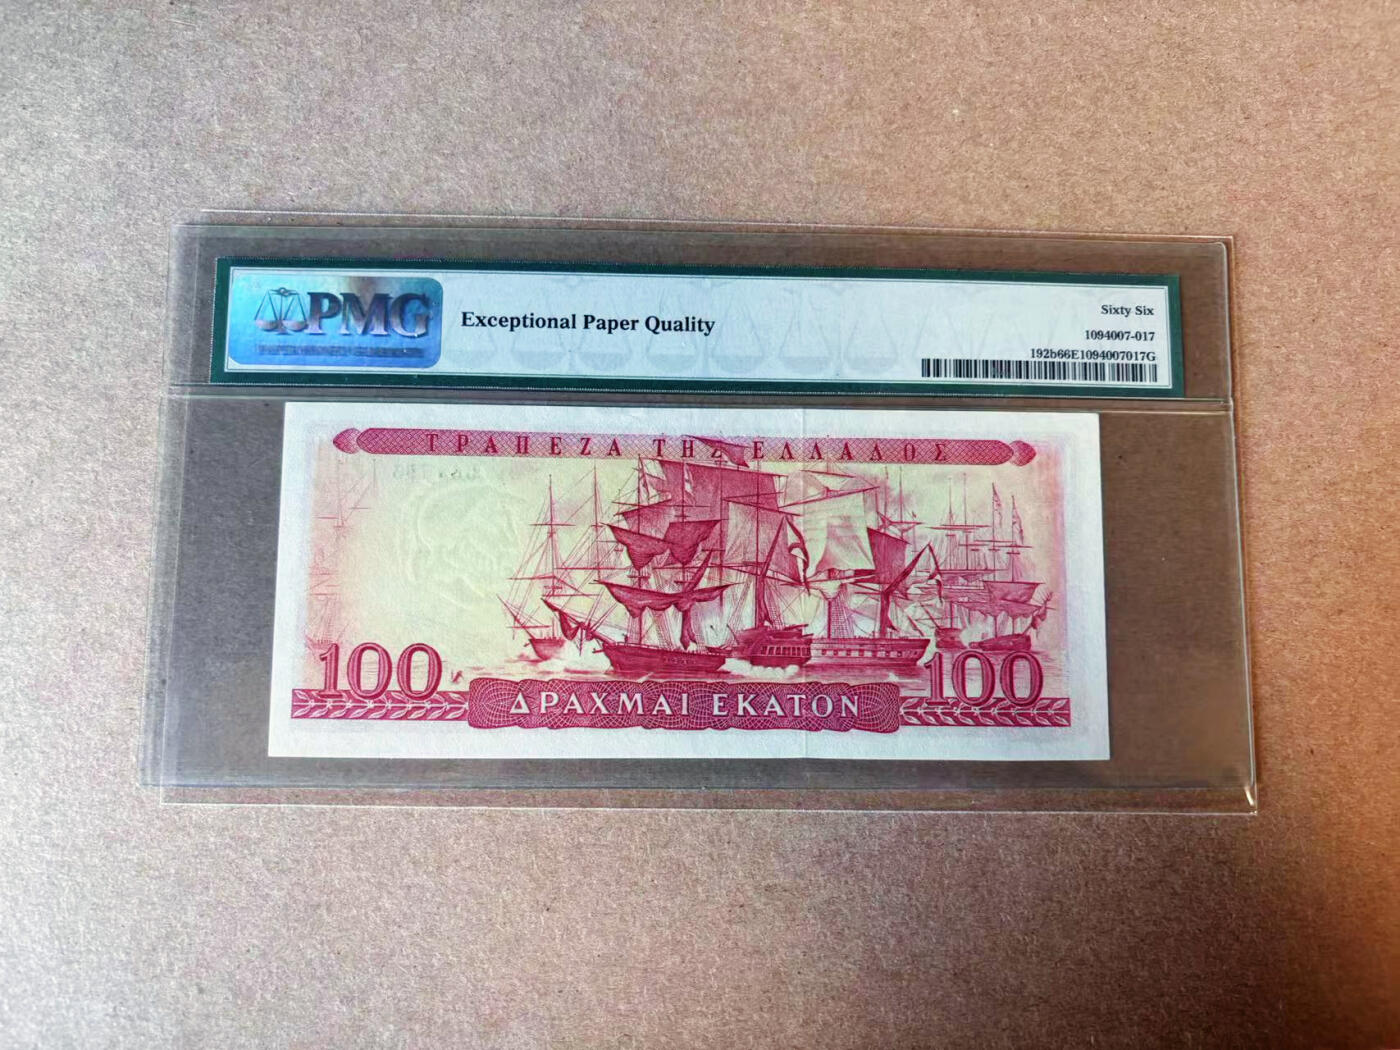 PMG
Exceptional Paper Quality
Sixty Six
1094007-017
192b66E1094007017G
ΤΡΑΠΕΖΑ ΤΗΣ ΕΛΛΑΔΟΣ
100
100
ΔΡΑΧΜΑΙ ΕΚΑΤΟΝ